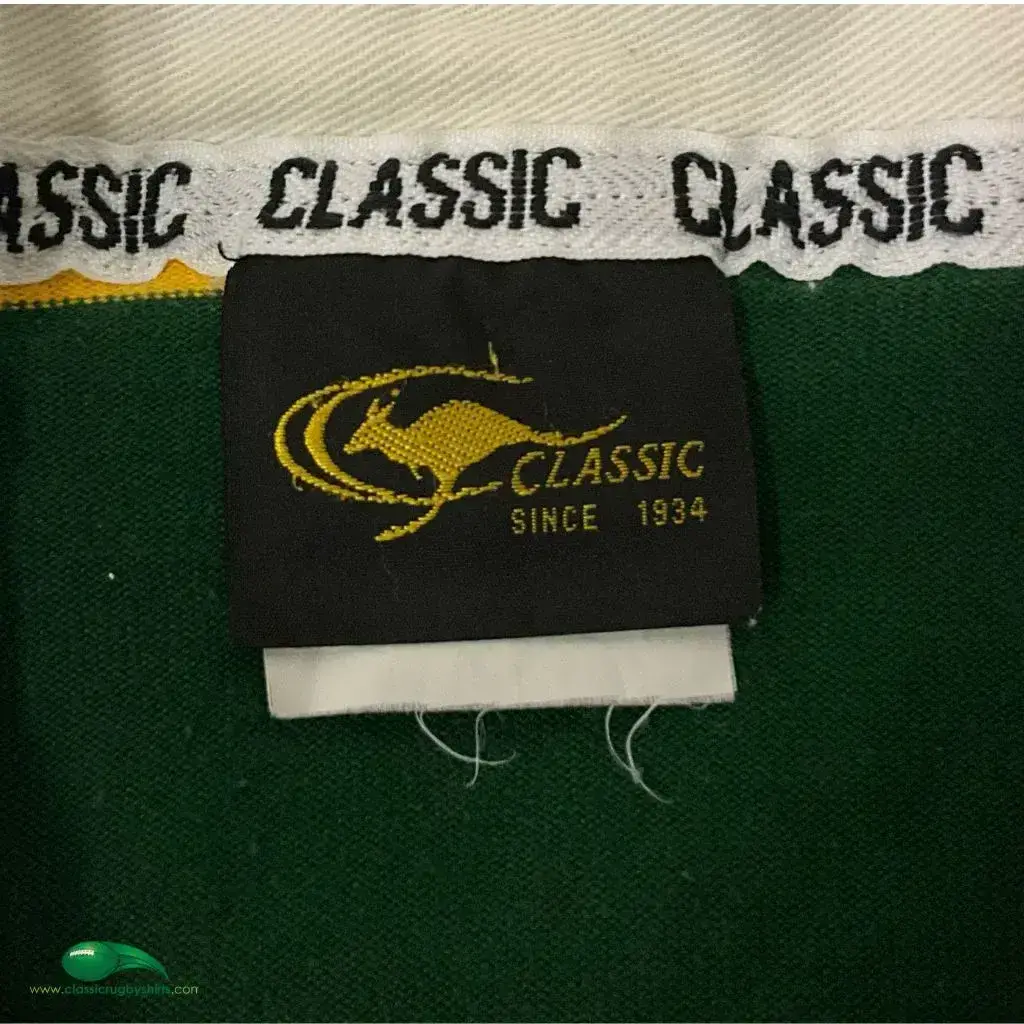 ASSIC CLASSIC CLASSIC
CLASSIC
SINCE 1934
www.classicrugbyshirts.com